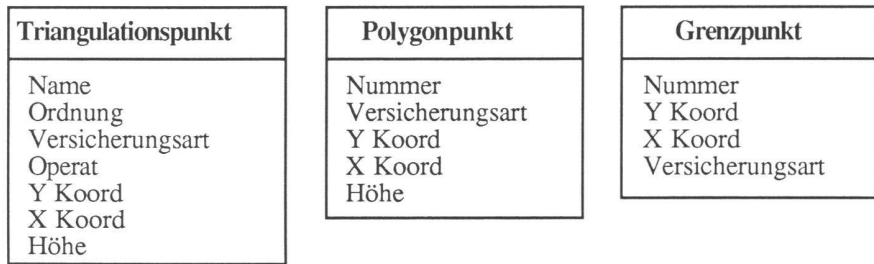 Triangulationspunkt
Name
Ordnung
Versicherungsart
Operat
Y Koord
X Koord
Höhe
Polygonpunkt
Nummer
Versicherungsart
Y Koord
X Koord
Höhe
Grenzpunkt
Nummer
Y Koord
X Koord
Versicherungsart